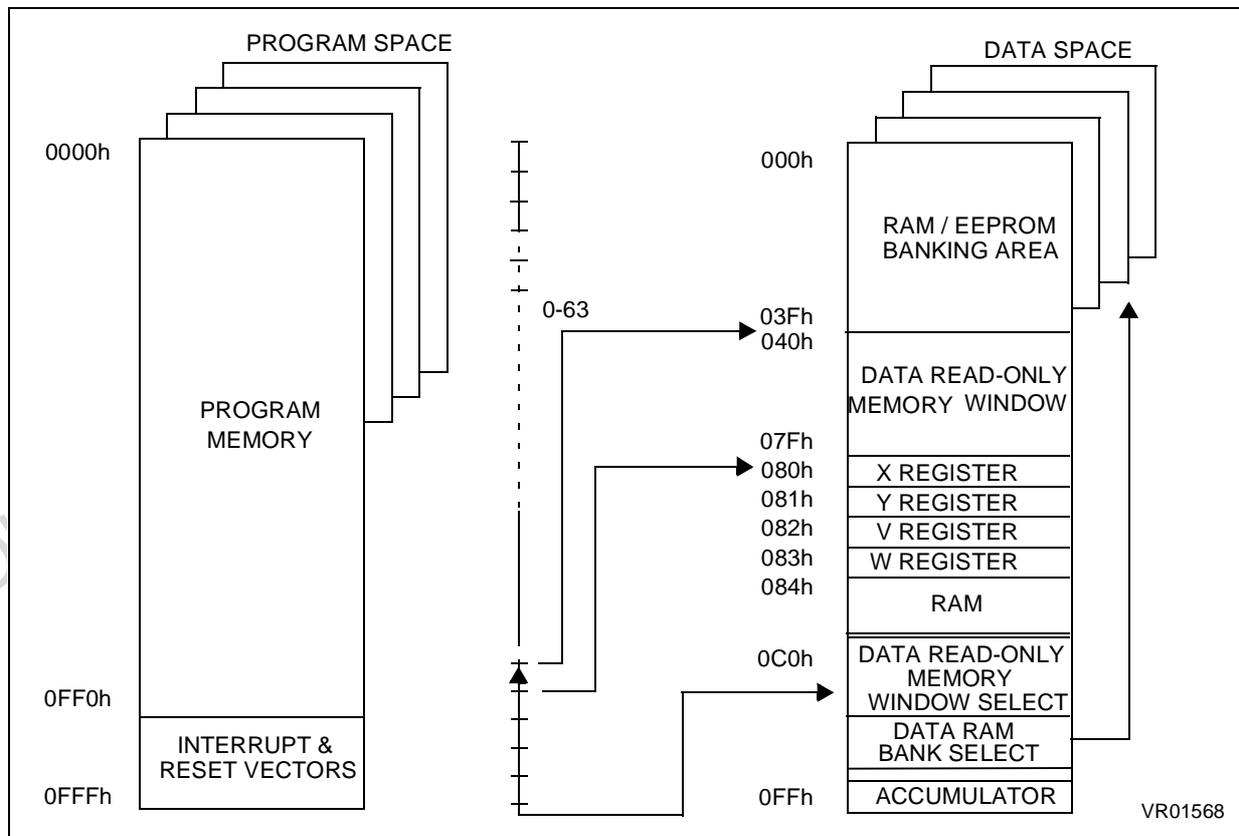 PROGRAM SPACE
0000h
PROGRAM
MEMORY
0FF0h
INTERRUPT &
RESET VECTORS
0FFFh
0-63
DATA SPACE
000h
RAM / EEPROM
BANKING AREA
03Fh
040h
DATA READ-ONLY
MEMORY WINDOW
07Fh
080h
X REGISTER
081h
Y REGISTER
082h
V REGISTER
083h
W REGISTER
084h
RAM
0C0h
DATA READ-ONLY
MEMORY
WINDOW SELECT
DATA RAM
BANK SELECT
0FFh
ACCUMULATOR
VR01568